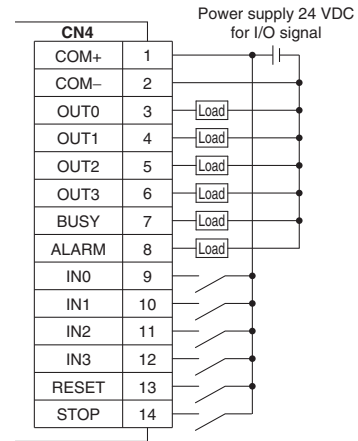 Power supply 24 VDC
for I/O signal
CN4
COM+ 1
COM− 2
OUT0 3 Load
OUT1 4 Load
OUT2 5 Load
OUT3 6 Load
BUSY 7 Load
ALARM 8 Load
IN0 9
IN1 10
IN2 11
IN3 12
RESET 13
STOP 14